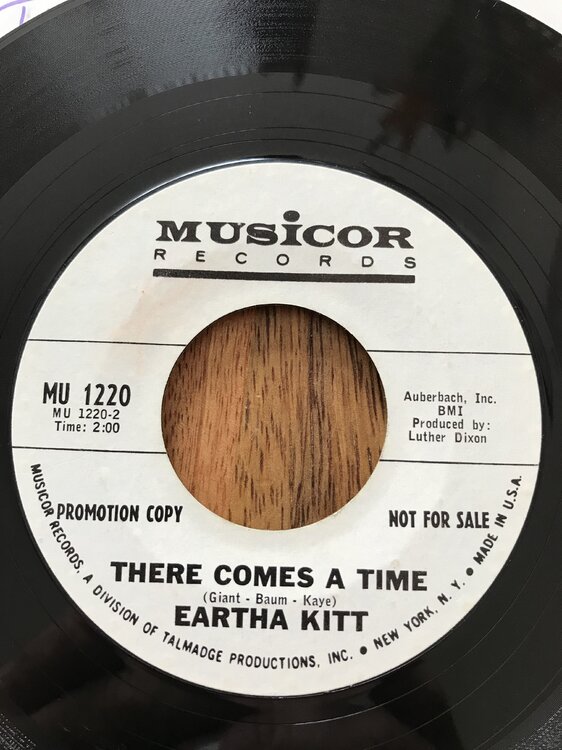 MUSICOR
RECORDS
MU 1220
MU 1220-2
Time: 2:00
Auberbach, Inc.
BMI
Produced by:
Luther Dixon
PROMOTION COPY
NOT FOR SALE
THERE COMES A TIME
(Giant - Baum - Kaye)
EARTHA KITT
MUSICOR RECORDS, A DIVISION OF TALMADGE PRODUCTIONS, INC. • NEW YORK, N. Y. • MADE IN U.S.A.